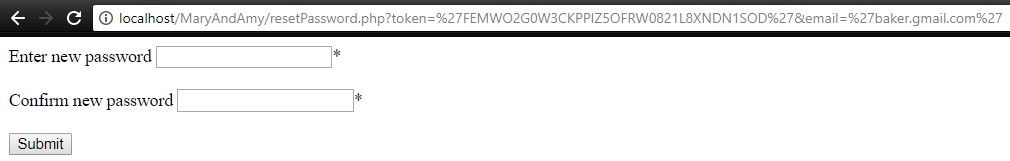 localhost/MaryAndAmy/resetPassword.php?token=%27FEMWO2G0W3CKPPIZ5OFRW0821L8XNDN1SOD%27&email=%27baker.gmail.com%27
Enter new password *
Confirm new password *
Submit